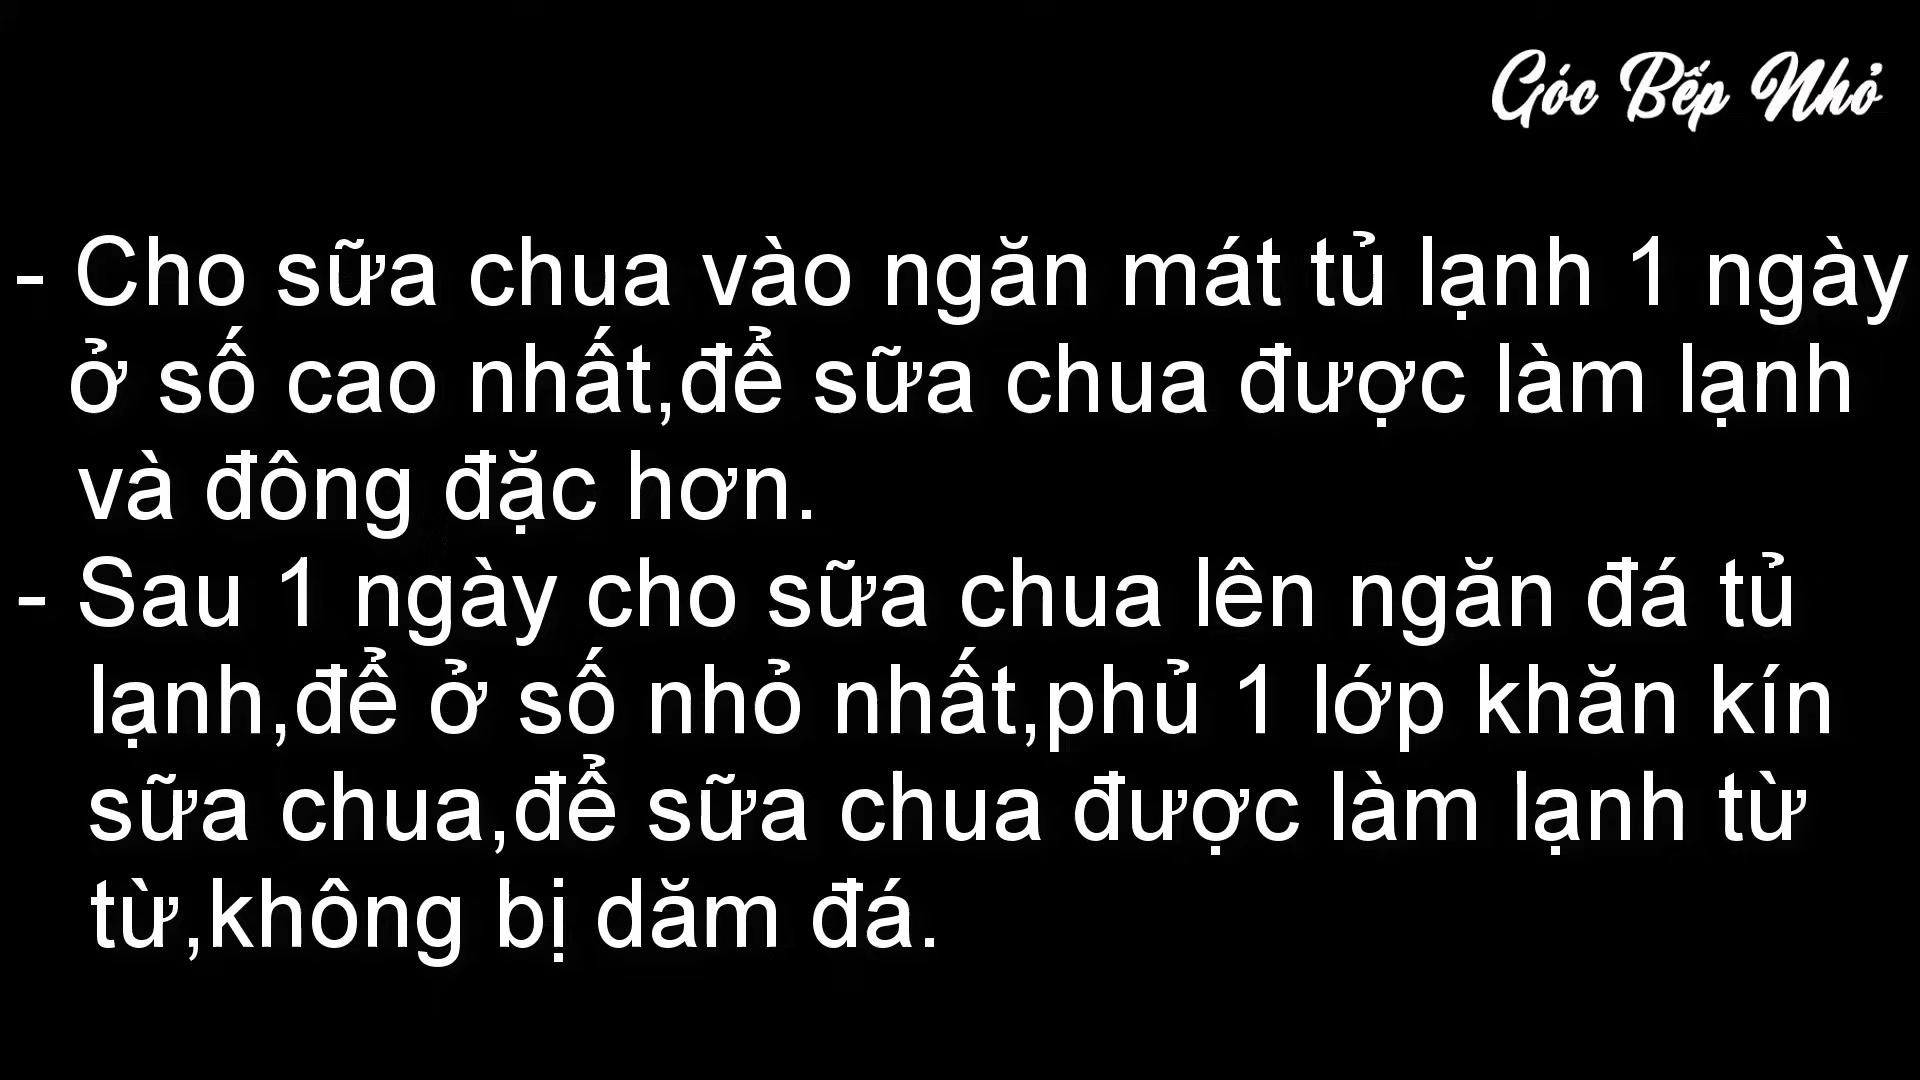 Góc Bếp Nhỏ
- Cho sữa chua vào ngăn mát tủ lạnh 1 ngày
ở số cao nhất,để sữa chua được làm lạnh
và đông đặc hơn.
- Sau 1 ngày cho sữa chua lên ngăn đá tủ
lạnh,để ở số nhỏ nhất,phủ 1 lớp khăn kín
sữa chua,để sữa chua được làm lạnh từ
từ,không bị dăm đá.